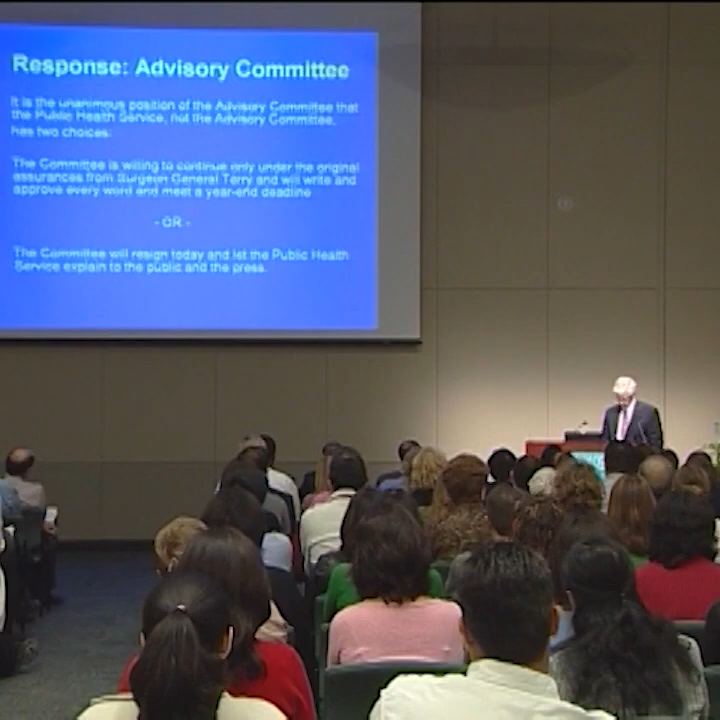 Response: Advisory Committee
It is the unanimous position of the Advisory Committee that
the Public Health Service, not the Advisory Committee,
has two choices:
The Committee is willing to continue only under the original
assurances from Surgeon General Terry and will write and
approve every word and meet a year-end deadline
- OR -
The Committee will resign today and let the Public Health
Service explain to the public and the press.